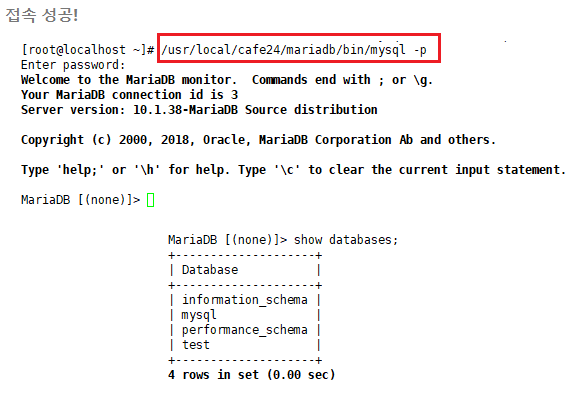 접속 성공!
[root@localhost ~]# /usr/local/cafe24/mariadb/bin/mysql -p
Enter password:
Welcome to the MariaDB monitor.  Commands end with ; or \g.
Your MariaDB connection id is 3
Server version: 10.1.38-MariaDB Source distribution
Copyright (c) 2000, 2018, Oracle, MariaDB Corporation Ab and others.
Type 'help;' or '\h' for help. Type '\c' to clear the current input statement.
MariaDB [(none)]>
MariaDB [(none)]> show databases;
+--------------------+
| Database           |
+--------------------+
| information_schema |
| mysql              |
| performance_schema |
| test               |
+--------------------+
4 rows in set (0.00 sec)